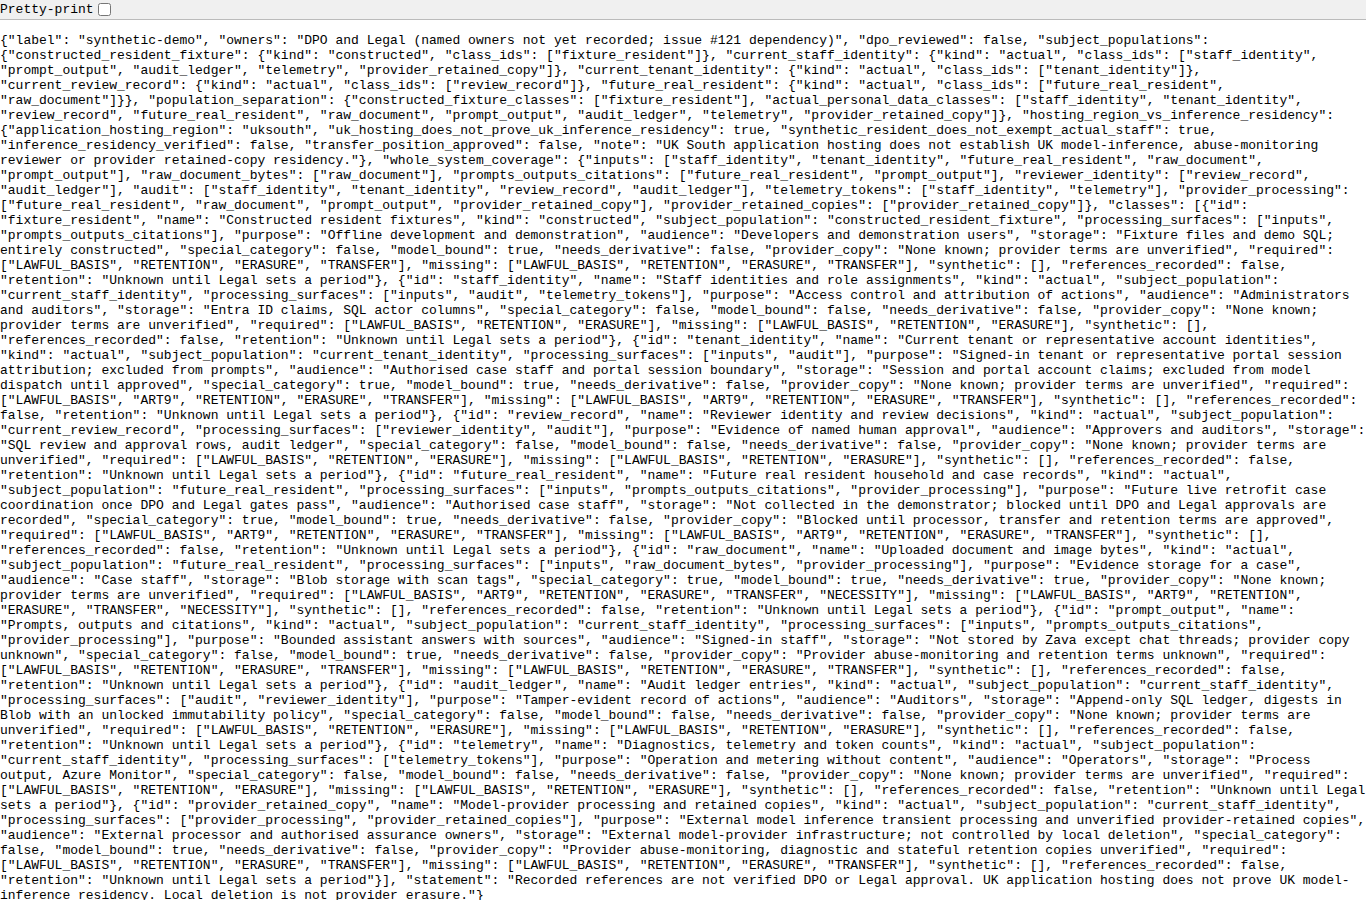 Pretty-print
{"label": "synthetic-demo", "owners": "DPO and Legal (named owners not yet recorded; issue #121 dependency)", "dpo_reviewed": false, "subject_populations":
{"constructed_resident_fixture": {"kind": "constructed", "class_ids": ["fixture_resident"]}, "current_staff_identity": {"kind": "actual", "class_ids": ["staff_identity",
"prompt_output", "audit_ledger", "telemetry", "provider_retained_copy"]}, "current_tenant_identity": {"kind": "actual", "class_ids": ["tenant_identity"]},
"current_review_record": {"kind": "actual", "class_ids": ["review_record"]}, "future_real_resident": {"kind": "actual", "class_ids": ["future_real_resident",
"raw_document"]}}, "population_separation": {"constructed_fixture_classes": ["fixture_resident"], "actual_personal_data_classes": ["staff_identity", "tenant_identity",
"review_record", "future_real_resident", "raw_document", "prompt_output", "audit_ledger", "telemetry", "provider_retained_copy"]}, "hosting_region_vs_inference_residency":
{"application_hosting_region": "uksouth", "uk_hosting_does_not_prove_uk_inference_residency": true, "synthetic_resident_does_not_exempt_actual_staff": true,
"inference_residency_verified": false, "transfer_position_approved": false, "note": "UK South application hosting does not establish UK model-inference, abuse-monitoring
reviewer or provider retained-copy residency."}, "whole_system_coverage": {"inputs": ["staff_identity", "tenant_identity", "future_real_resident", "raw_document",
"prompt_output"], "raw_document_bytes": ["raw_document"], "prompts_outputs_citations": ["future_real_resident", "prompt_output"], "reviewer_identity": ["review_record",
"audit_ledger"], "audit": ["staff_identity", "tenant_identity", "review_record", "audit_ledger"], "telemetry_tokens": ["staff_identity", "telemetry"], "provider_processing":
["future_real_resident", "raw_document", "prompt_output", "provider_retained_copy"], "provider_retained_copies": ["provider_retained_copy"]}, "classes": [{"id":
"fixture_resident", "name": "Constructed resident fixtures", "kind": "constructed", "subject_population": "constructed_resident_fixture", "processing_surfaces": ["inputs",
"prompts_outputs_citations"], "purpose": "Offline development and demonstration", "audience": "Developers and demonstration users", "storage": "Fixture files and demo SQL;
entirely constructed", "special_category": false, "model_bound": true, "needs_derivative": false, "provider_copy": "None known; provider terms are unverified", "required":
["LAWFUL_BASIS", "RETENTION", "ERASURE", "TRANSFER"], "missing": ["LAWFUL_BASIS", "RETENTION", "ERASURE", "TRANSFER"], "synthetic": [], "references_recorded": false,
"retention": "Unknown until Legal sets a period"}, {"id": "staff_identity", "name": "Staff identities and role assignments", "kind": "actual", "subject_population":
"current_staff_identity", "processing_surfaces": ["inputs", "audit", "telemetry_tokens"], "purpose": "Access control and attribution of actions", "audience": "Administrators
and auditors", "storage": "Entra ID claims, SQL actor columns", "special_category": false, "model_bound": false, "needs_derivative": false, "provider_copy": "None known;
provider terms are unverified", "required": ["LAWFUL_BASIS", "RETENTION", "ERASURE"], "missing": ["LAWFUL_BASIS", "RETENTION", "ERASURE"], "synthetic": [],
"references_recorded": false, "retention": "Unknown until Legal sets a period"}, {"id": "tenant_identity", "name": "Current tenant or representative account identities",
"kind": "actual", "subject_population": "current_tenant_identity", "processing_surfaces": ["inputs", "audit"], "purpose": "Signed-in tenant or representative portal session
attribution; excluded from prompts", "audience": "Authorised case staff and portal session boundary", "storage": "Session and portal account claims; excluded from model
dispatch until approved", "special_category": true, "model_bound": true, "needs_derivative": false, "provider_copy": "None known; provider terms are unverified", "required":
["LAWFUL_BASIS", "ART9", "RETENTION", "ERASURE", "TRANSFER"], "missing": ["LAWFUL_BASIS", "ART9", "RETENTION", "ERASURE", "TRANSFER"], "synthetic": [], "references_recorded":
false, "retention": "Unknown until Legal sets a period"}, {"id": "review_record", "name": "Reviewer identity and review decisions", "kind": "actual", "subject_population":
"current_review_record", "processing_surfaces": ["reviewer_identity", "audit"], "purpose": "Evidence of named human approval", "audience": "Approvers and auditors", "storage":
"SQL review and approval rows, audit ledger", "special_category": false, "model_bound": false, "needs_derivative": false, "provider_copy": "None known; provider terms are
unverified", "required": ["LAWFUL_BASIS", "RETENTION", "ERASURE"], "missing": ["LAWFUL_BASIS", "RETENTION", "ERASURE"], "synthetic": [], "references_recorded": false,
"retention": "Unknown until Legal sets a period"}, {"id": "future_real_resident", "name": "Future real resident household and case records", "kind": "actual",
"subject_population": "future_real_resident", "processing_surfaces": ["inputs", "prompts_outputs_citations", "provider_processing"], "purpose": "Future live retrofit case
coordination once DPO and Legal gates pass", "audience": "Authorised case staff", "storage": "Not collected in the demonstrator; blocked until DPO and Legal approvals are
recorded", "special_category": true, "model_bound": true, "needs_derivative": false, "provider_copy": "Blocked until processor, transfer and retention terms are approved",
"required": ["LAWFUL_BASIS", "ART9", "RETENTION", "ERASURE", "TRANSFER"], "missing": ["LAWFUL_BASIS", "ART9", "RETENTION", "ERASURE", "TRANSFER"], "synthetic": [],
"references_recorded": false, "retention": "Unknown until Legal sets a period"}, {"id": "raw_document", "name": "Uploaded document and image bytes", "kind": "actual",
"subject_population": "future_real_resident", "processing_surfaces": ["inputs", "raw_document_bytes", "provider_processing"], "purpose": "Evidence storage for a case",
"audience": "Case staff", "storage": "Blob storage with scan tags", "special_category": true, "model_bound": true, "needs_derivative": true, "provider_copy": "None known;
provider terms are unverified", "required": ["LAWFUL_BASIS", "ART9", "RETENTION", "ERASURE", "TRANSFER", "NECESSITY"], "missing": ["LAWFUL_BASIS", "ART9", "RETENTION",
"ERASURE", "TRANSFER", "NECESSITY"], "synthetic": [], "references_recorded": false, "retention": "Unknown until Legal sets a period"}, {"id": "prompt_output", "name":
"Prompts, outputs and citations", "kind": "actual", "subject_population": "current_staff_identity", "processing_surfaces": ["inputs", "prompts_outputs_citations",
"provider_processing"], "purpose": "Bounded assistant answers with sources", "audience": "Signed-in staff", "storage": "Not stored by Zava except chat threads; provider copy
unknown", "special_category": false, "model_bound": true, "needs_derivative": false, "provider_copy": "Provider abuse-monitoring and retention terms unknown", "required":
["LAWFUL_BASIS", "RETENTION", "ERASURE", "TRANSFER"], "missing": ["LAWFUL_BASIS", "RETENTION", "ERASURE", "TRANSFER"], "synthetic": [], "references_recorded": false,
"retention": "Unknown until Legal sets a period"}, {"id": "audit_ledger", "name": "Audit ledger entries", "kind": "actual", "subject_population": "current_staff_identity",
"processing_surfaces": ["audit", "reviewer_identity"], "purpose": "Tamper-evident record of actions", "audience": "Auditors", "storage": "Append-only SQL ledger, digests in
Blob with an unlocked immutability policy", "special_category": false, "model_bound": false, "needs_derivative": false, "provider_copy": "None known; provider terms are
unverified", "required": ["LAWFUL_BASIS", "RETENTION", "ERASURE"], "missing": ["LAWFUL_BASIS", "RETENTION", "ERASURE"], "synthetic": [], "references_recorded": false,
"retention": "Unknown until Legal sets a period"}, {"id": "telemetry", "name": "Diagnostics, telemetry and token counts", "kind": "actual", "subject_population":
"current_staff_identity", "processing_surfaces": ["telemetry_tokens"], "purpose": "Operation and metering without content", "audience": "Operators", "storage": "Process
output, Azure Monitor", "special_category": false, "model_bound": false, "needs_derivative": false, "provider_copy": "None known; provider terms are unverified", "required":
["LAWFUL_BASIS", "RETENTION", "ERASURE"], "missing": ["LAWFUL_BASIS", "RETENTION", "ERASURE"], "synthetic": [], "references_recorded": false, "retention": "Unknown until Legal
sets a period"}, {"id": "provider_retained_copy", "name": "Model-provider processing and retained copies", "kind": "actual", "subject_population": "current_staff_identity",
"processing_surfaces": ["provider_processing", "provider_retained_copies"], "purpose": "External model inference transient processing and unverified provider-retained copies",
"audience": "External processor and authorised assurance owners", "storage": "External model-provider infrastructure; not controlled by local deletion", "special_category":
false, "model_bound": true, "needs_derivative": false, "provider_copy": "Provider abuse-monitoring, diagnostic and stateful retention copies unverified", "required":
["LAWFUL_BASIS", "RETENTION", "ERASURE", "TRANSFER"], "missing": ["LAWFUL_BASIS", "RETENTION", "ERASURE", "TRANSFER"], "synthetic": [], "references_recorded": false,
"retention": "Unknown until Legal sets a period"}], "statement": "Recorded references are not verified DPO or Legal approval. UK application hosting does not prove UK model-
inference residency. Local deletion is not provider erasure."}